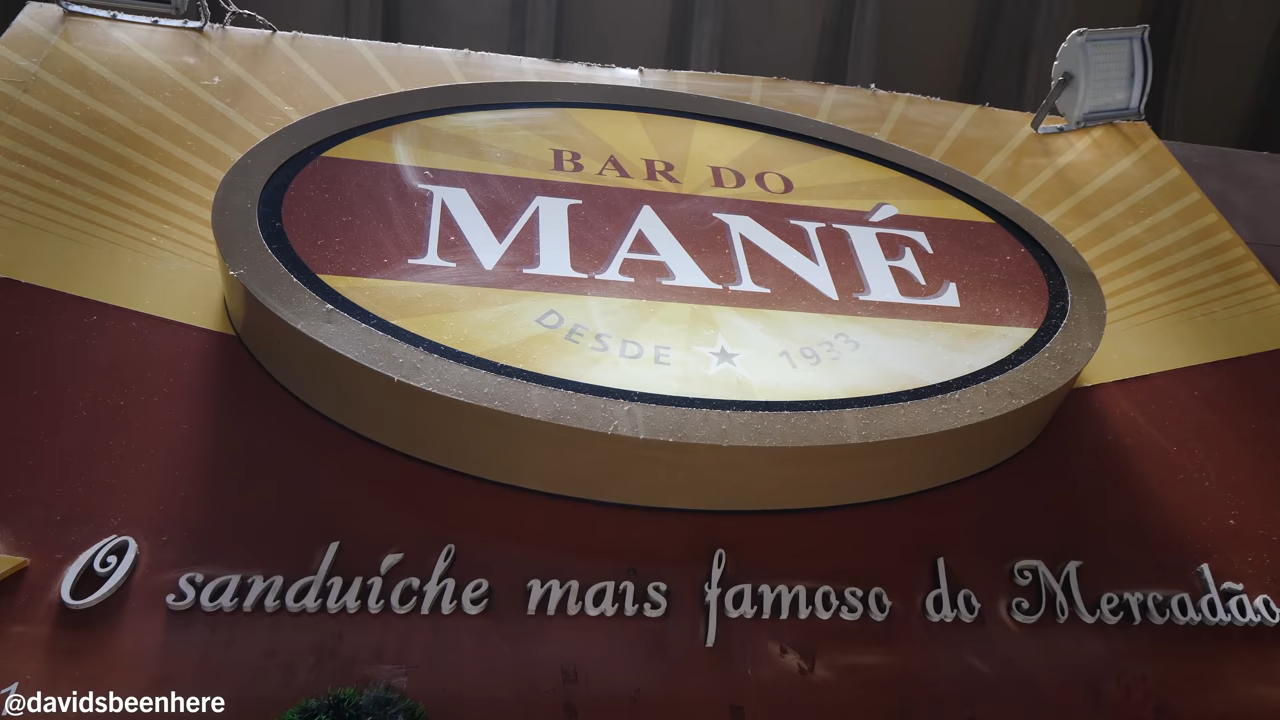 BAR DO
MANÉ
DESDE ★ 1933
O sanduíche mais famoso do Mercadão
@davidsbeenhere